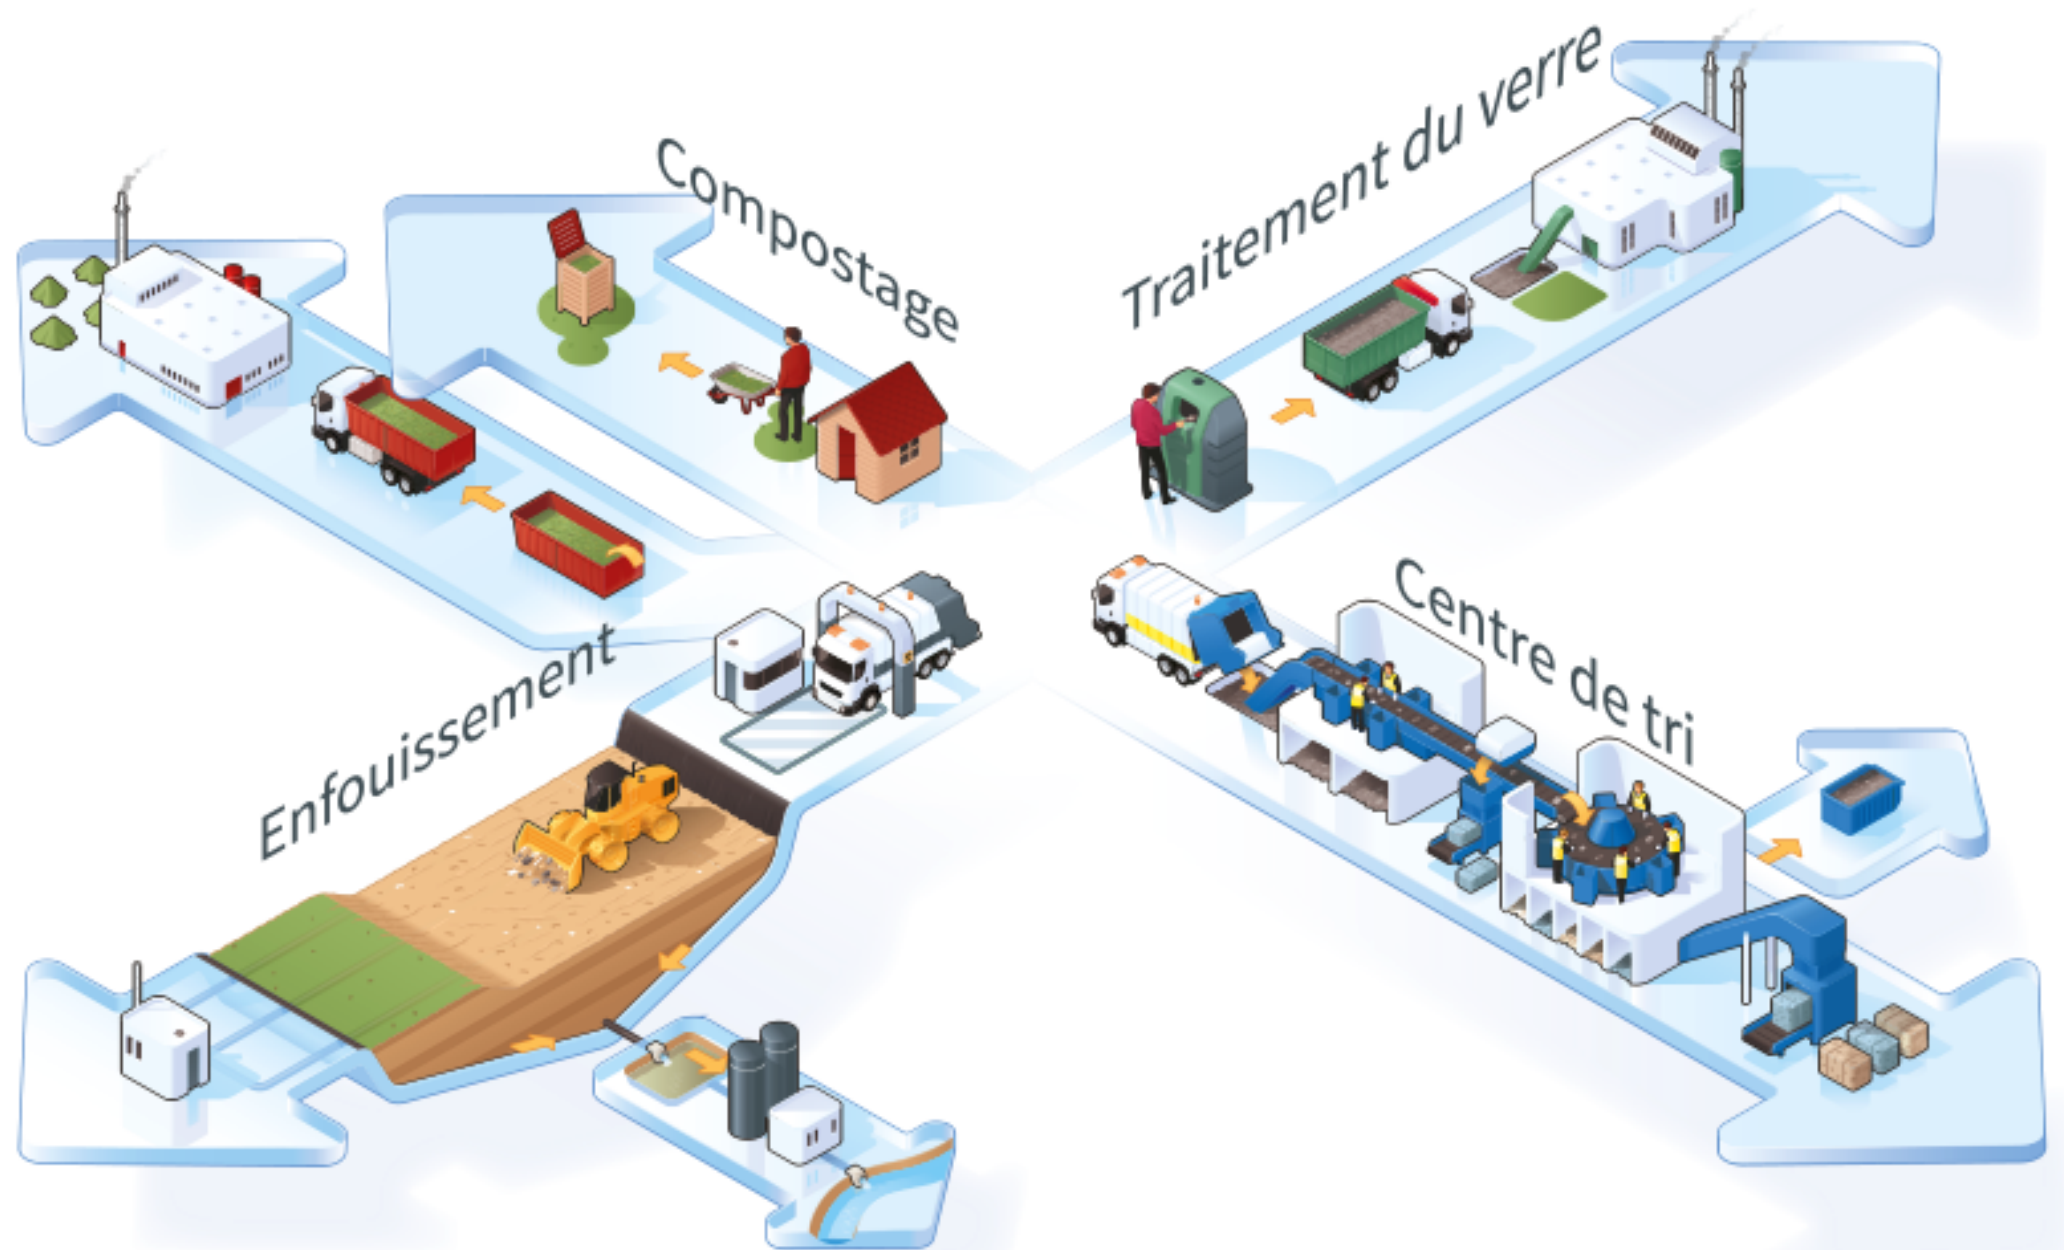 Compostage
Traitement du verre
Enfouissement
Centre de tri